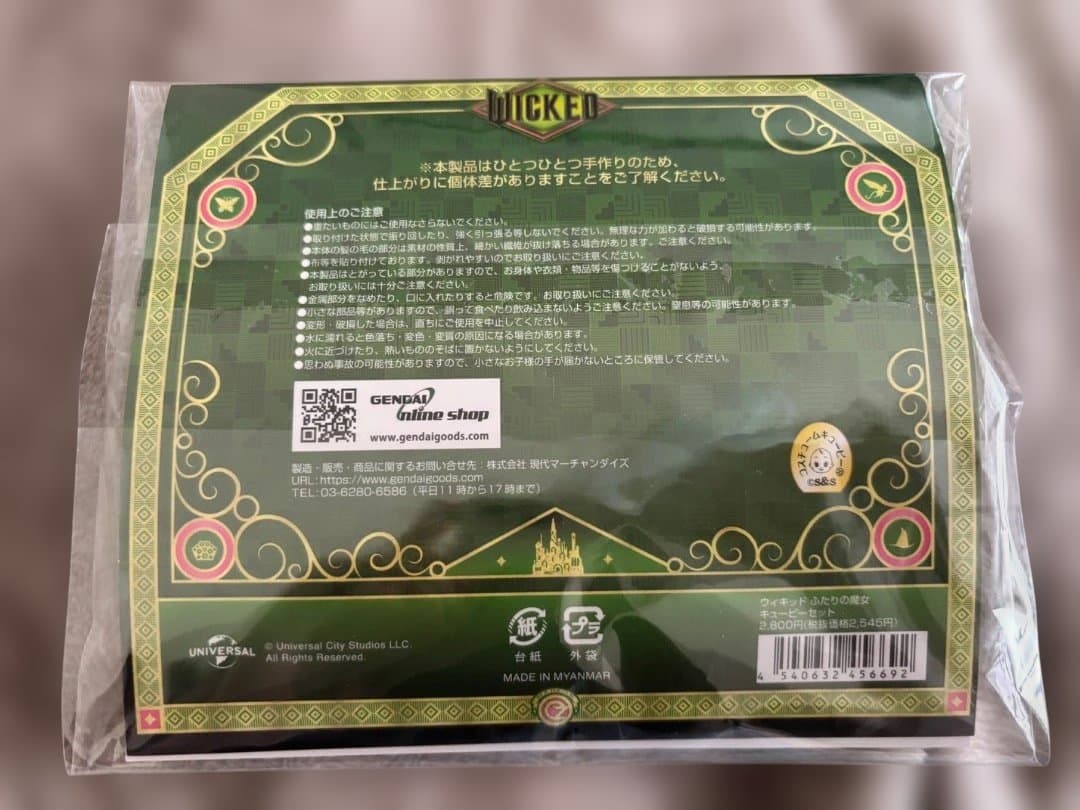 WICKED
※本製品はひとつひとつ手作りのため、
仕上がりに個体差がありますことをご了解ください。
使用上のご注意
●重たいものにはご使用なさらないでください。
●取り付けた状態で振り回したり、強く引っ張る等しないでください。無理な力が加わると破損する可能性があります。
●本体の髪の毛の部分は素材の性質上、細かい繊維が抜け落ちる場合があります。ご注意ください。
●布等を貼り付けております。剥がれやすいのでお取り扱いにご注意ください。
●本製品はとがっている部分がありますので、お身体や衣類・物品等を傷つけることがないよう、
お取り扱いには十分ご注意ください。
●金属部分をなめたり、口に入れたりすると危険です。お取り扱いにご注意ください。
●小さな部品等がありますので、誤って食べたり飲み込まないようご注意ください。窒息等の可能性があります。
●変形・破損した場合は、直ちにご使用を中止してください。
●水に濡れると色落ち・変色・変質の原因になる場合があります。
●火に近づけたり、熱いもののそばに置かないようにしてください。
●思わぬ事故の可能性がありますので、小さなお子様の手が届かないところに保管してください。
GENDAI
Online shop
www.gendaigoods.com
製造・販売・商品に関するお問い合せ先：株式会社 現代マーチャンダイズ
URL:https://www.gendaigoods.com
TEL:03-6280-6586（平日11時から17時まで）
コスチュームキューピー®
©S&S
UNIVERSAL
© Universal City Studios LLC.
All Rights Reserved.
紙
台紙
プラ
外袋
MADE IN MYANMAR
ウィキッド ふたりの魔女
キューピーセット
2,800円(税抜価格2,545円)
4 540632 456692